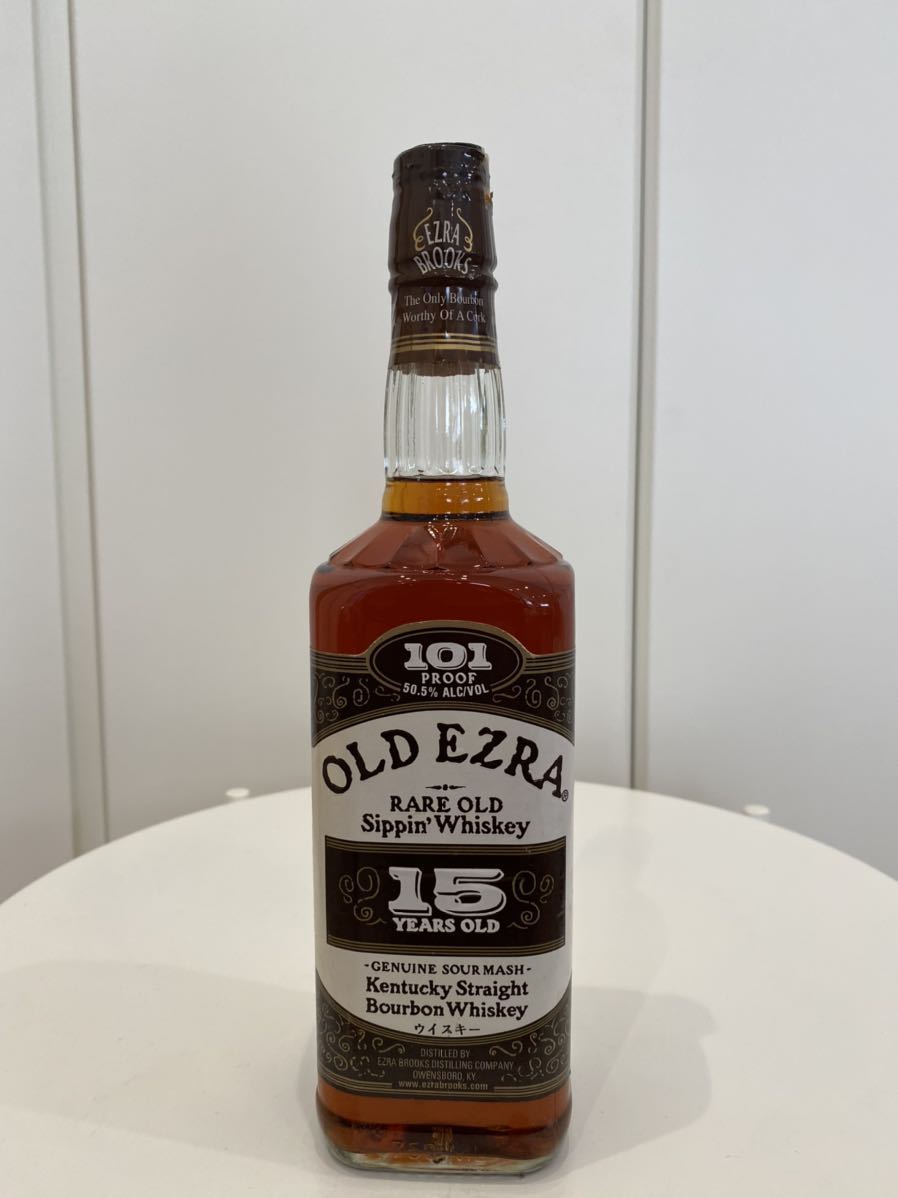 EZRA
BROOKS
The Only Bourbon
Worthy Of A Cork
101
PROOF
50.5% ALC/VOL
OLD EZRA®
RARE OLD
Sippin' Whiskey
15
YEARS OLD
-GENUINE SOUR MASH-
Kentucky Straight
Bourbon Whiskey
ウイスキー
DISTILLED BY
EZRA BROOKS DISTILLING COMPANY
OWENSBORO, KY.
www.ezrabrooks.com